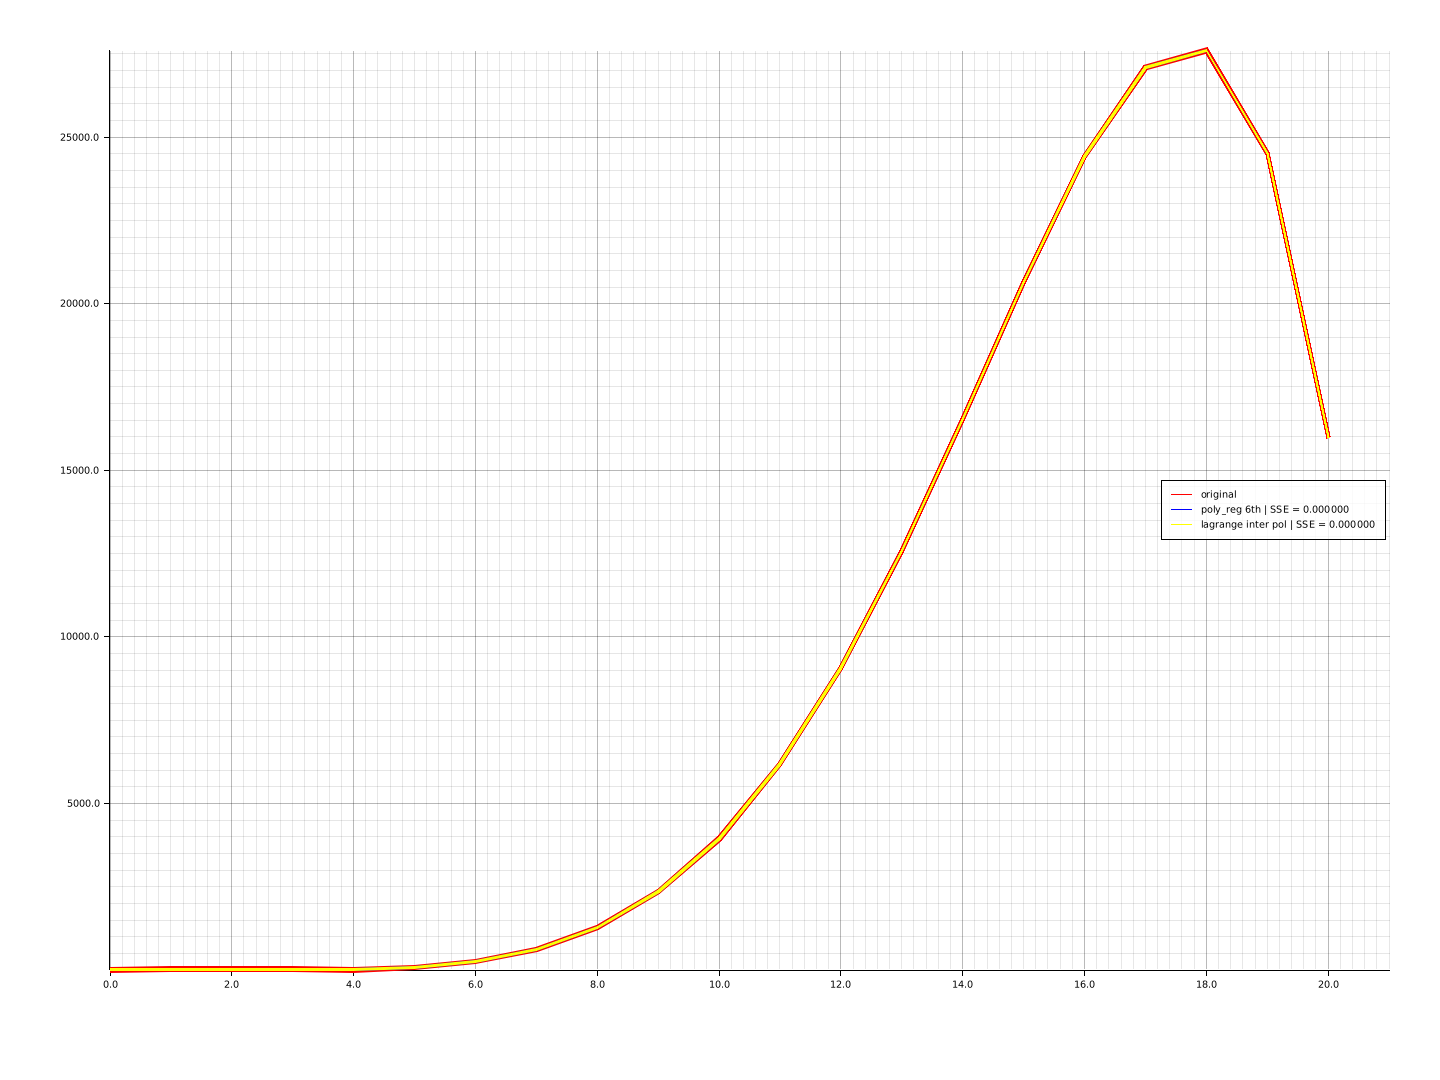 25000.0
20000.0
15000.0
10000.0
5000.0
original
poly_reg 6th | SSE = 0.000000
lagrange inter pol | SSE = 0.000000
0.0 2.0 4.0 6.0 8.0 10.0 12.0 14.0 16.0 18.0 20.0